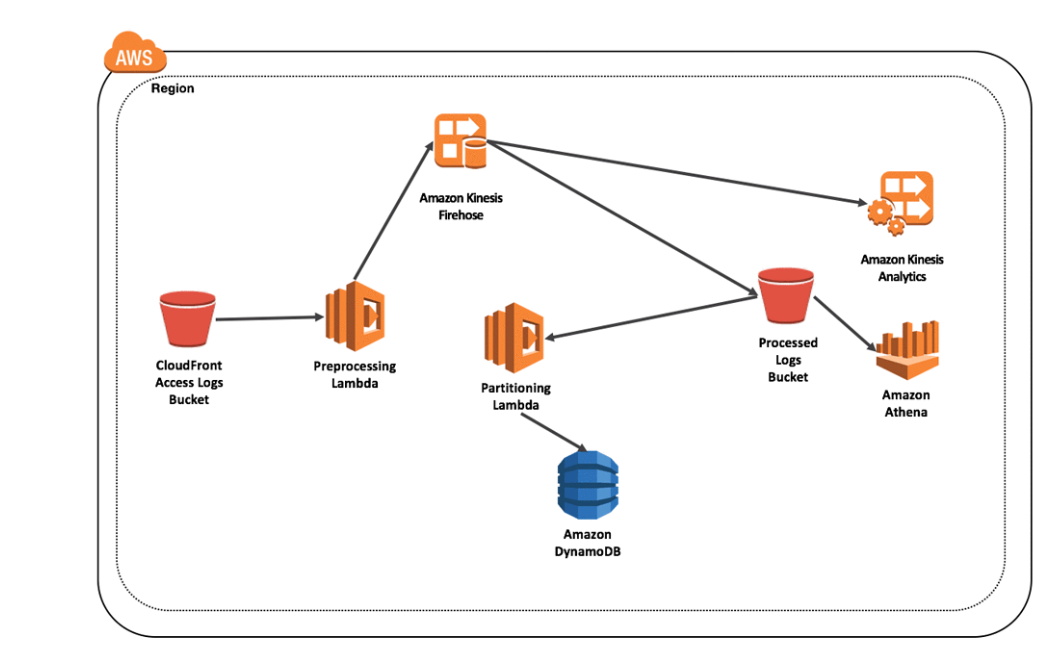 AWS
Region
Amazon Kinesis
Firehose
Amazon Kinesis
Analytics
CloudFront
Access Logs
Bucket
Preprocessing
Lambda
Partitioning
Lambda
Processed
Logs
Bucket
Amazon
Athena
Amazon
DynamoDB